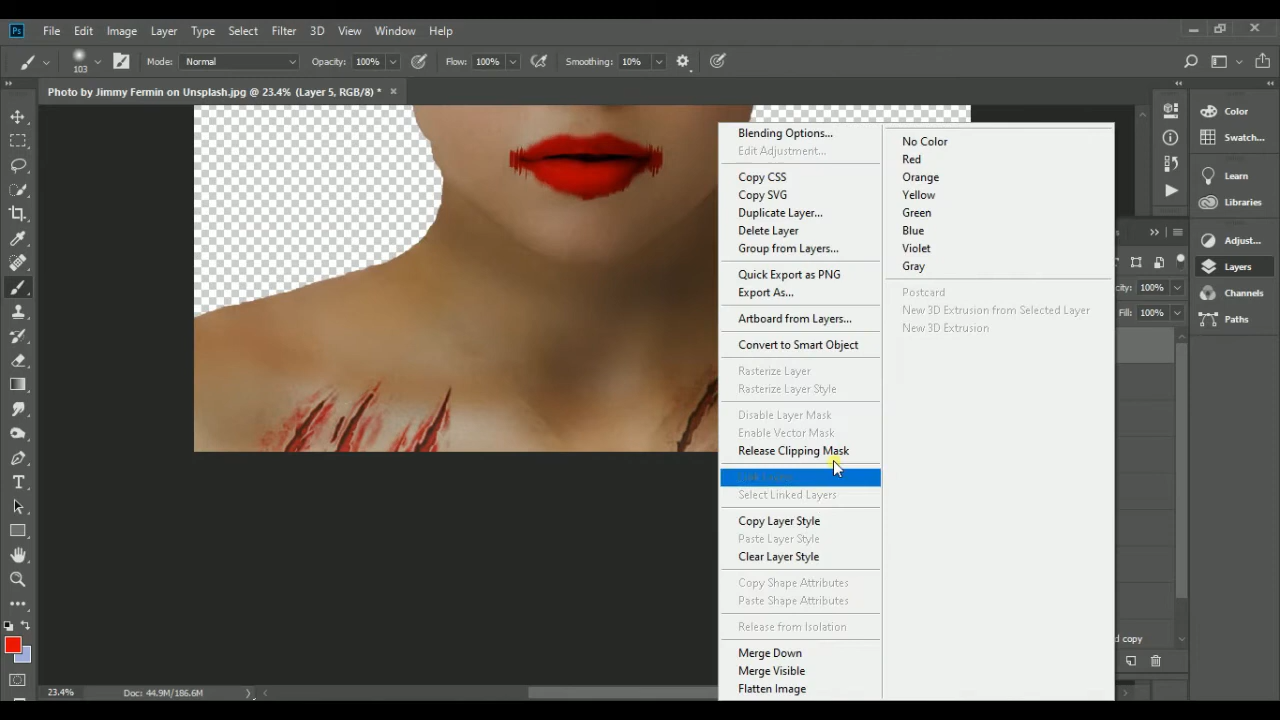 Ps File Edit Image Layer Type Select Filter 3D View Window Help
103 Mode: Normal Opacity: 100% Flow: 100% Smoothing: 10%
Photo by Jimmy Fermin on Unsplash.jpg @ 23.4% (Layer 5, RGB/8) *
Blending Options...
Edit Adjustment...
Copy CSS
Copy SVG
Duplicate Layer...
Delete Layer
Group from Layers...
Quick Export as PNG
Export As...
Artboard from Layers...
Convert to Smart Object
Rasterize Layer
Rasterize Layer Style
Disable Layer Mask
Enable Vector Mask
Release Clipping Mask
Select Linked Layers
Copy Layer Style
Paste Layer Style
Clear Layer Style
Copy Shape Attributes
Paste Shape Attributes
Release from Isolation
Merge Down
Merge Visible
Flatten Image
No Color
Red
Orange
Yellow
Green
Blue
Violet
Gray
Postcard
New 3D Extrusion from Selected Layer
New 3D Extrusion
100%
Fill: 100%
copy
Color
Swatch...
Learn
Libraries
Adjust...
Layers
Channels
Paths
23.4% Doc: 44.9M/186.6M